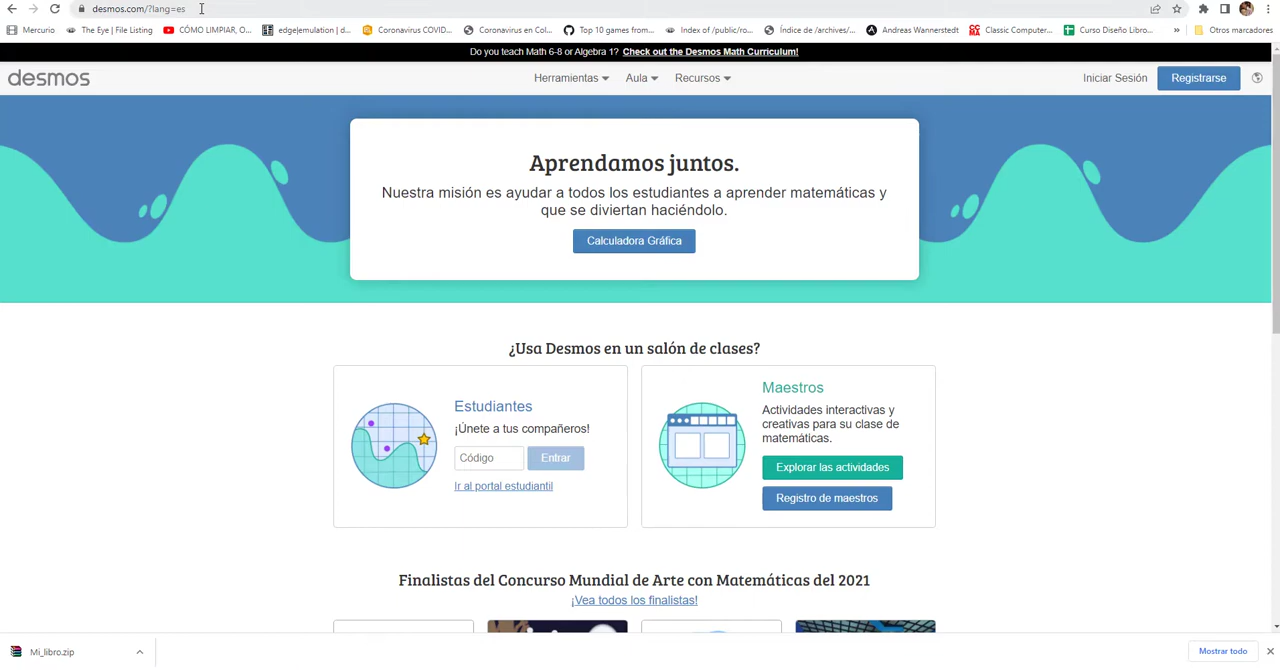 desmos.com/?lang=es
Mercurio
The Eye | File Listing
CÓMO LIMPIAR, O...
edge|emulation | d...
Coronavirus COVID...
Coronavirus en Col...
Top 10 games from...
Index of /public/ro...
Índice de /archives/...
Andreas Wannerstedt
Classic Computer...
Curso Diseño Libro...
»
Otros marcadores
Do you teach Math 6-8 or Algebra 1? Check out the Desmos Math Curriculum!
desmos
Herramientas
Aula
Recursos
Iniciar Sesión
Registrarse
Aprendamos juntos.
Nuestra misión es ayudar a todos los estudiantes a aprender matemáticas y
que se diviertan haciéndolo.
Calculadora Gráfica
¿Usa Desmos en un salón de clases?
Estudiantes
¡Únete a tus compañeros!
Código
Entrar
Ir al portal estudiantil
Maestros
Actividades interactivas y
creativas para su clase de
matemáticas.
Explorar las actividades
Registro de maestros
Finalistas del Concurso Mundial de Arte con Matemáticas del 2021
¡Vea todos los finalistas!
Mi_libro.zip
Mostrar todo